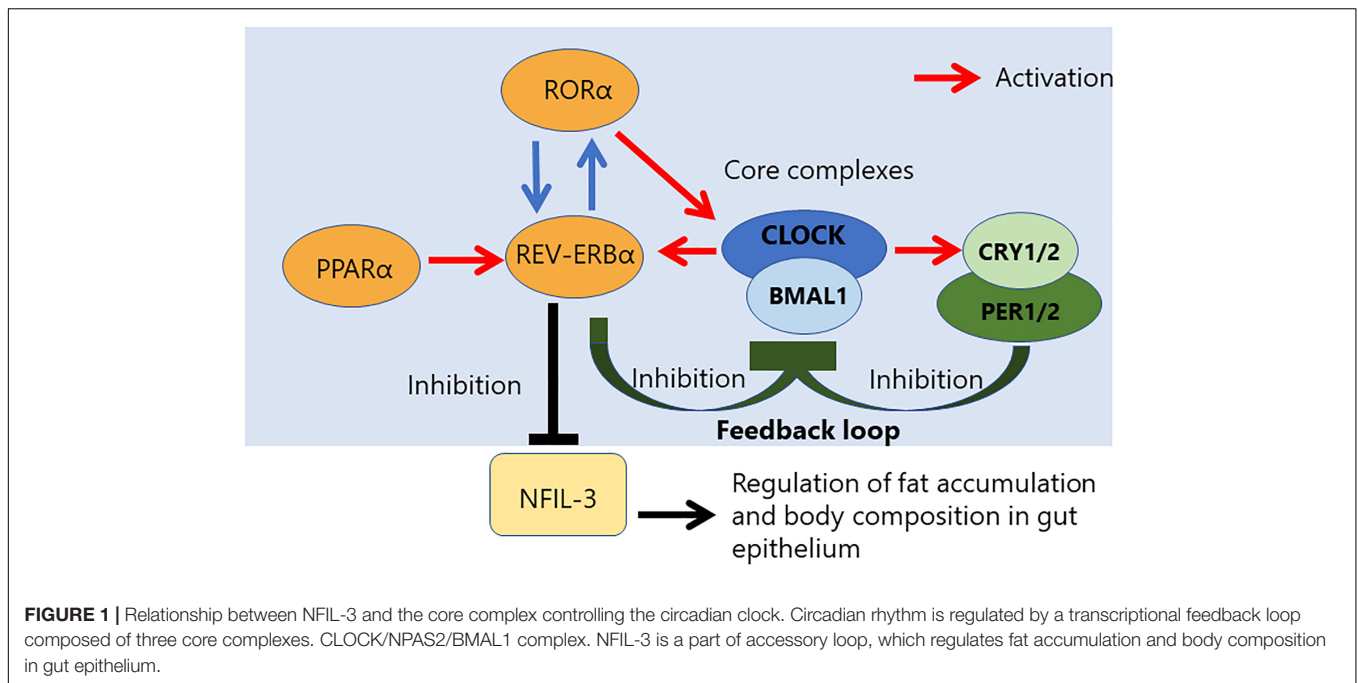 RORα
Activation
Core complexes
CLOCK
BMAL1
CRY1/2
PER1/2
PPARα
REV-ERBα
Inhibition
Inhibition
Inhibition
Feedback loop
NFIL-3
Regulation of fat accumulation
and body composition in gut
epithelium
FIGURE 1 | Relationship between NFIL-3 and the core complex controlling the circadian clock. Circadian rhythm is regulated by a transcriptional feedback loop
composed of three core complexes. CLOCK/NPAS2/BMAL1 complex. NFIL-3 is a part of accessory loop, which regulates fat accumulation and body composition
in gut epithelium.